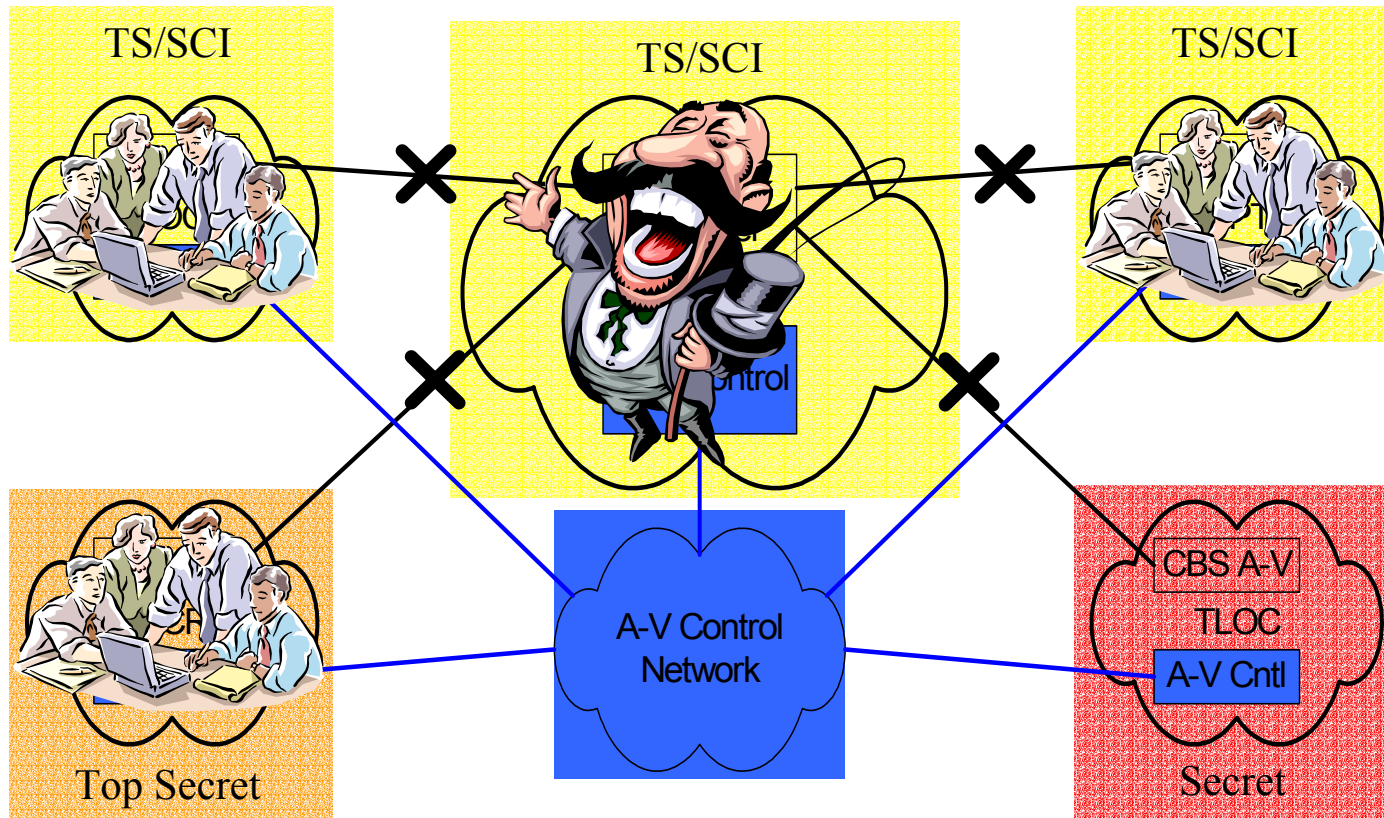 TS/SCI
TS/SCI
TS/SCI
A-V Control
Network
CBS A-V
TLOC
A-V Cntl
Top Secret
Secret